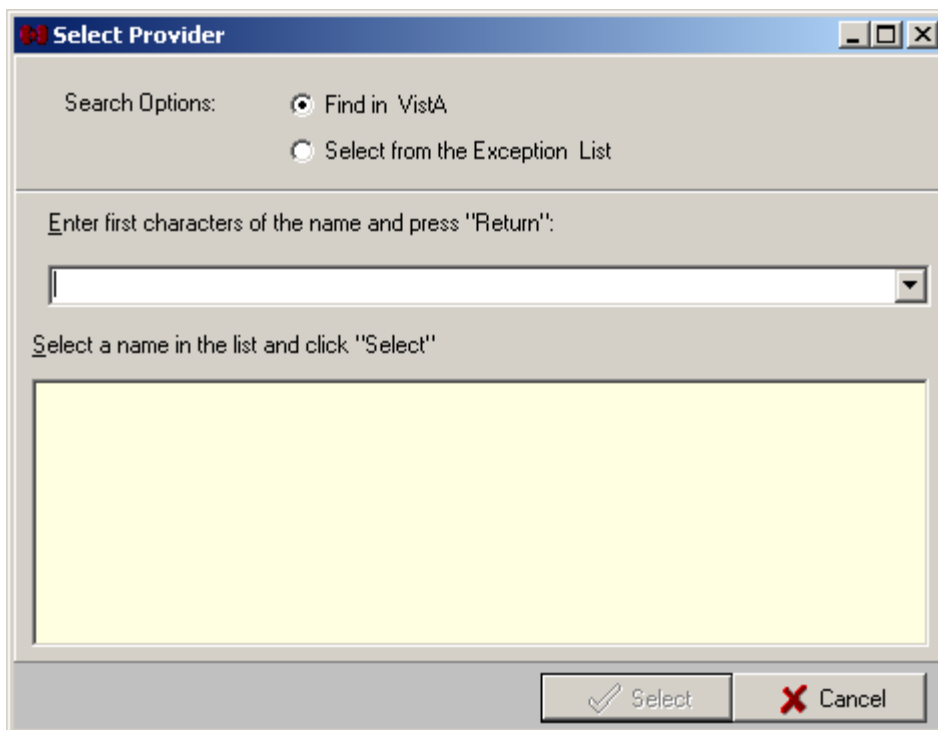 Select Provider
Search Options:
Find in VistA
Select from the Exception List
Enter first characters of the name and press "Return":
Select a name in the list and click "Select"
Select
Cancel